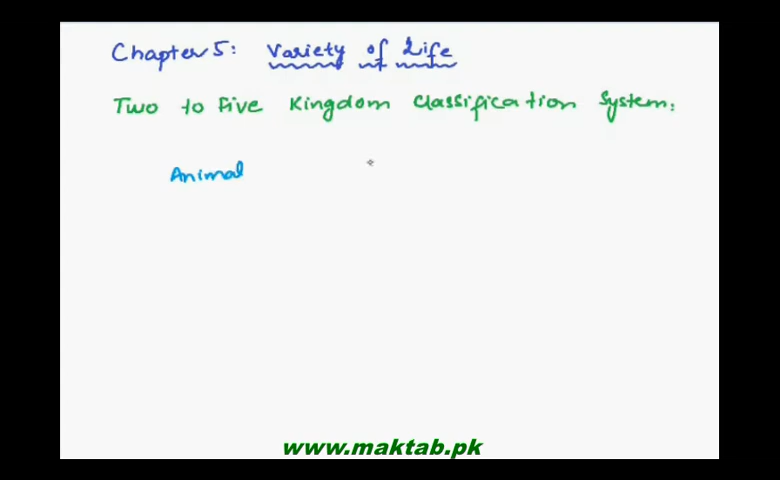 Chapter 5: Variety of Life
Two to Five Kingdom Classification System:
Animal
www.maktab.pk